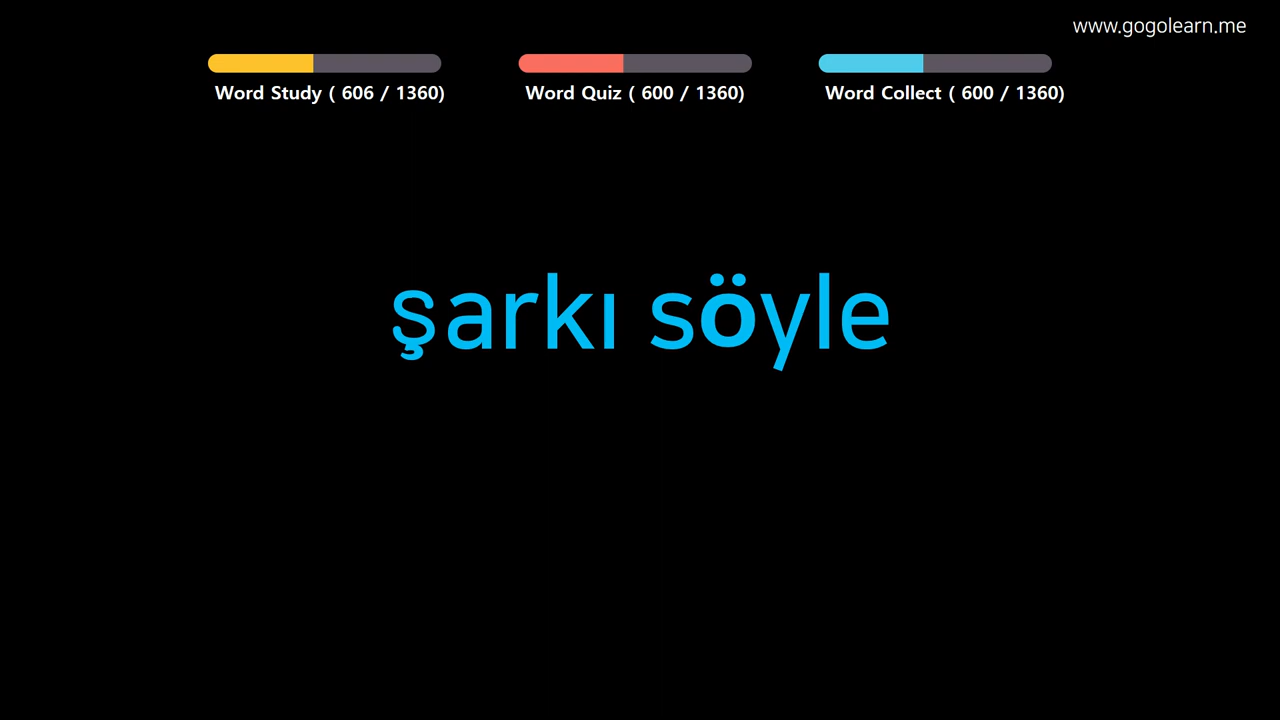 www.gogolearn.me
Word Study ( 606 / 1360)
Word Quiz ( 600 / 1360)
Word Collect ( 600 / 1360)
şarkı söyle